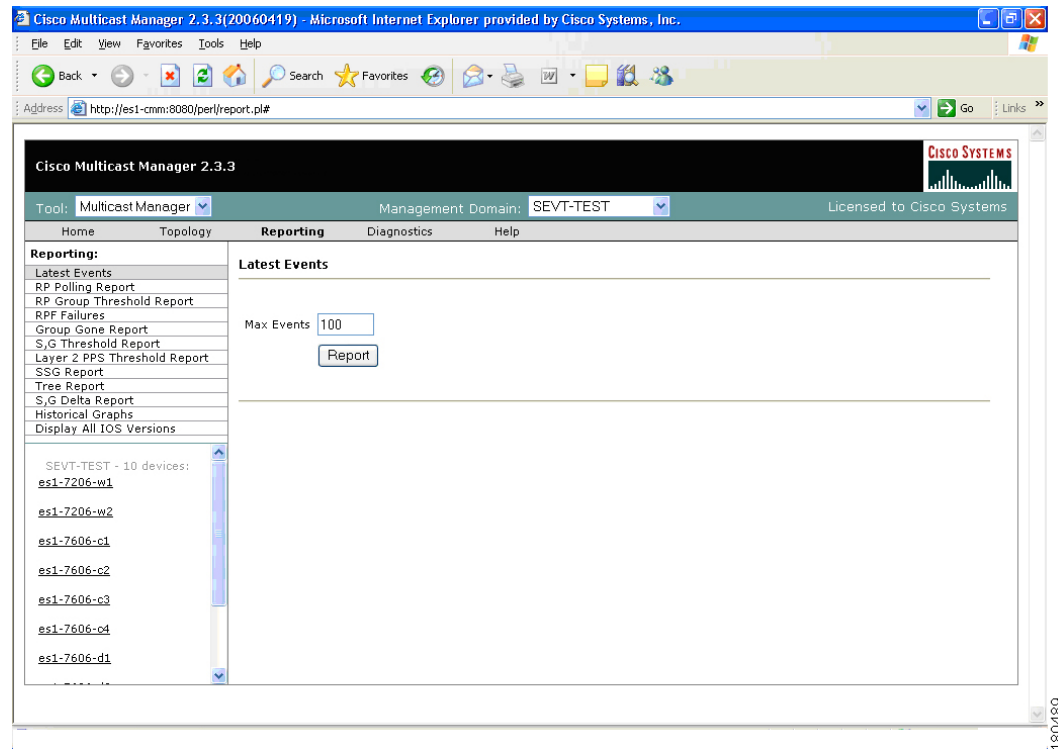 Cisco Multicast Manager 2.3.3(20060419) - Microsoft Internet Explorer provided by Cisco Systems, Inc.
File Edit View Favorites Tools Help
Back Search Favorites
Address http://es1-cmm:8080/perl/report.pl# Go Links »
Cisco Multicast Manager 2.3.3
CISCO SYSTEMS
Tool: Multicast Manager Management Domain: SEVT-TEST Licensed to Cisco Systems
Home Topology Reporting Diagnostics Help
Reporting:
Latest Events
RP Polling Report
RP Group Threshold Report
RPF Failures
Group Gone Report
S,G Threshold Report
Layer 2 PPS Threshold Report
SSG Report
Tree Report
S,G Delta Report
Historical Graphs
Display All IOS Versions
Latest Events
Max Events 100
Report
SEVT-TEST - 10 devices:
es1-7206-w1
es1-7206-w2
es1-7606-c1
es1-7606-c2
es1-7606-c3
es1-7606-c4
es1-7606-d1
180489